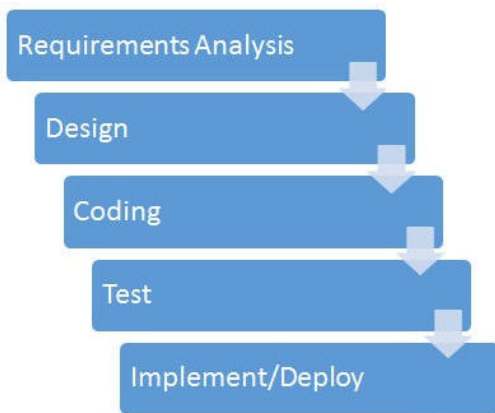 Requirements Analysis
Design
Coding
Test
Implement/Deploy